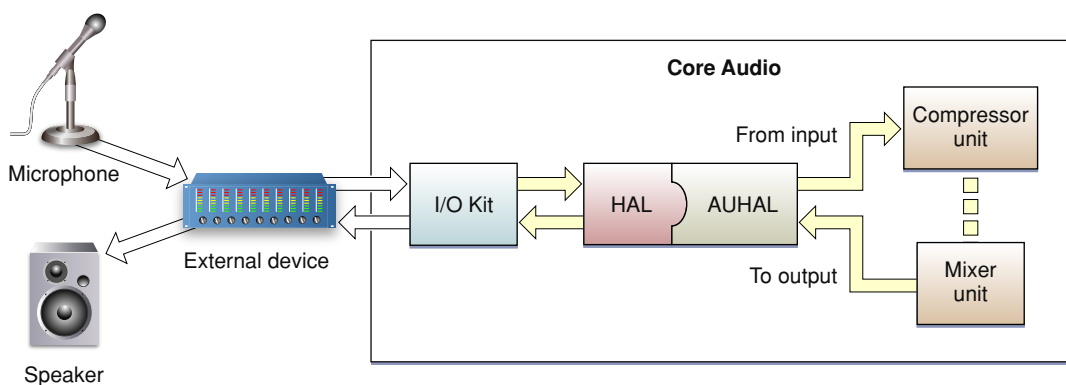 Core Audio
Microphone
External device
Speaker
I/O Kit
HAL
AUHAL
From input
To output
Compressor
unit
Mixer
unit